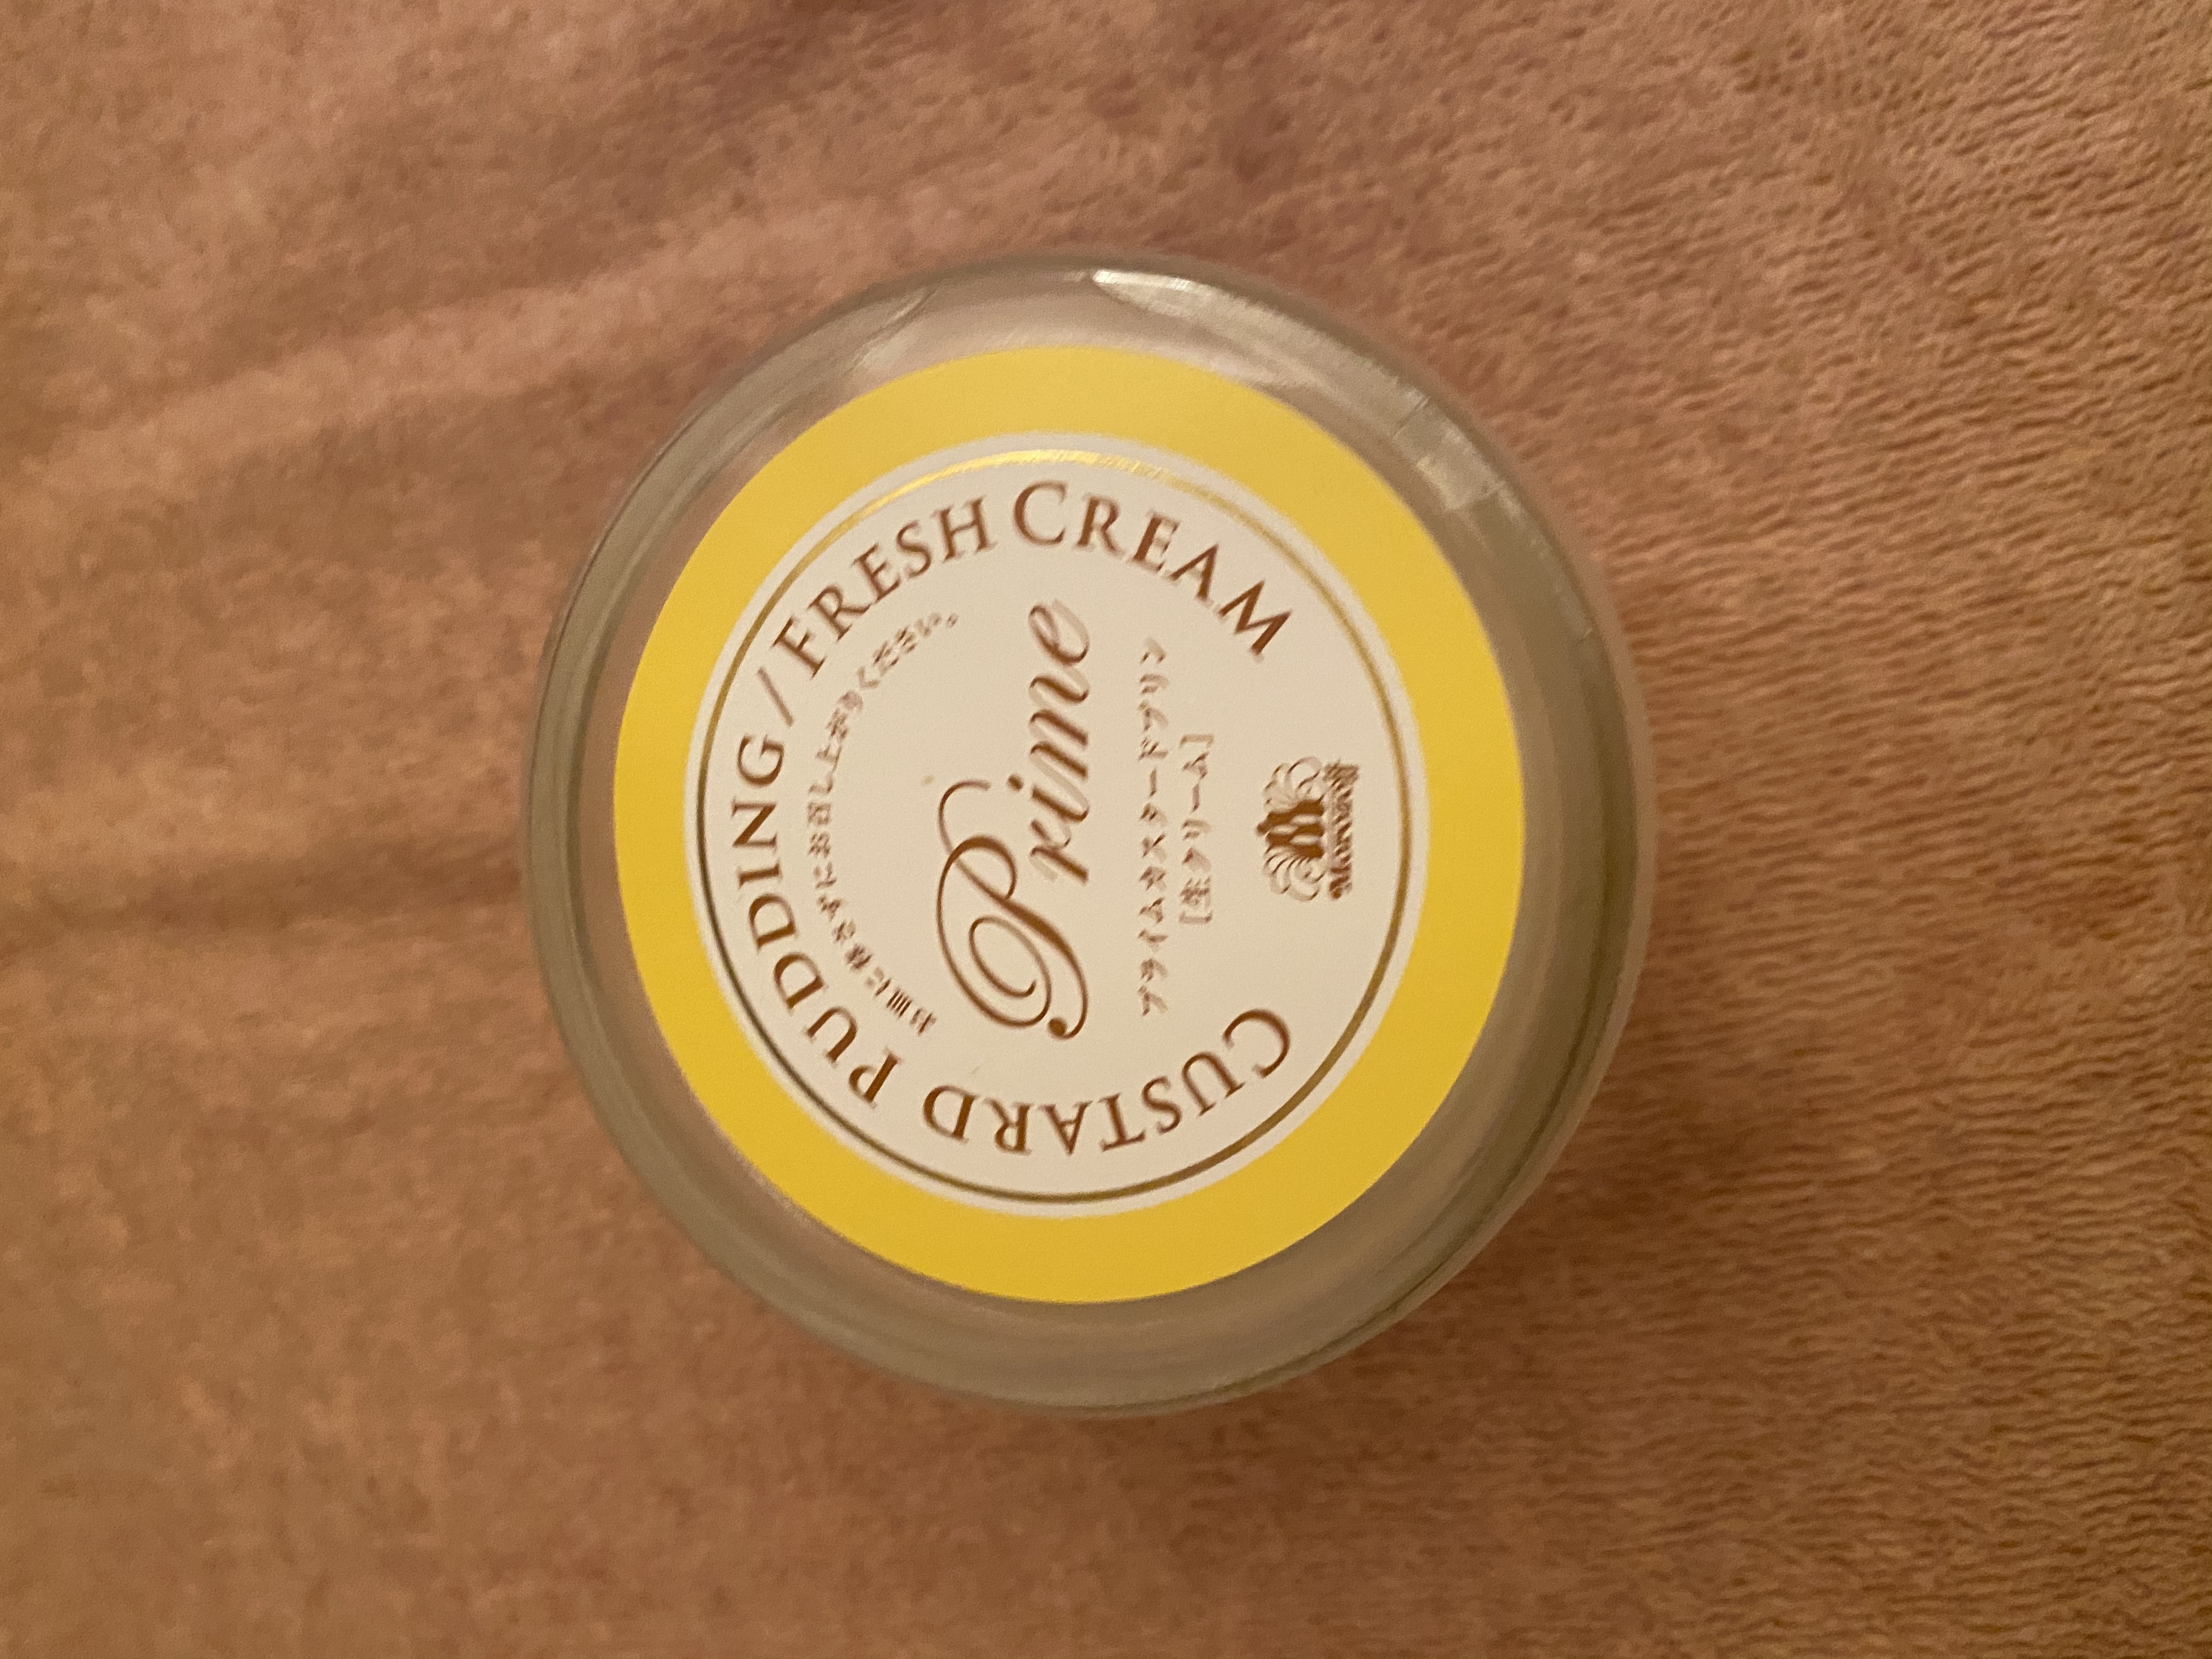 CUSTARD PUDDING / FRESH CREAM
お皿に移さずにお召し上がりください。
Prime
プライムカスタードプリン
[生クリーム]
MOROZOFF